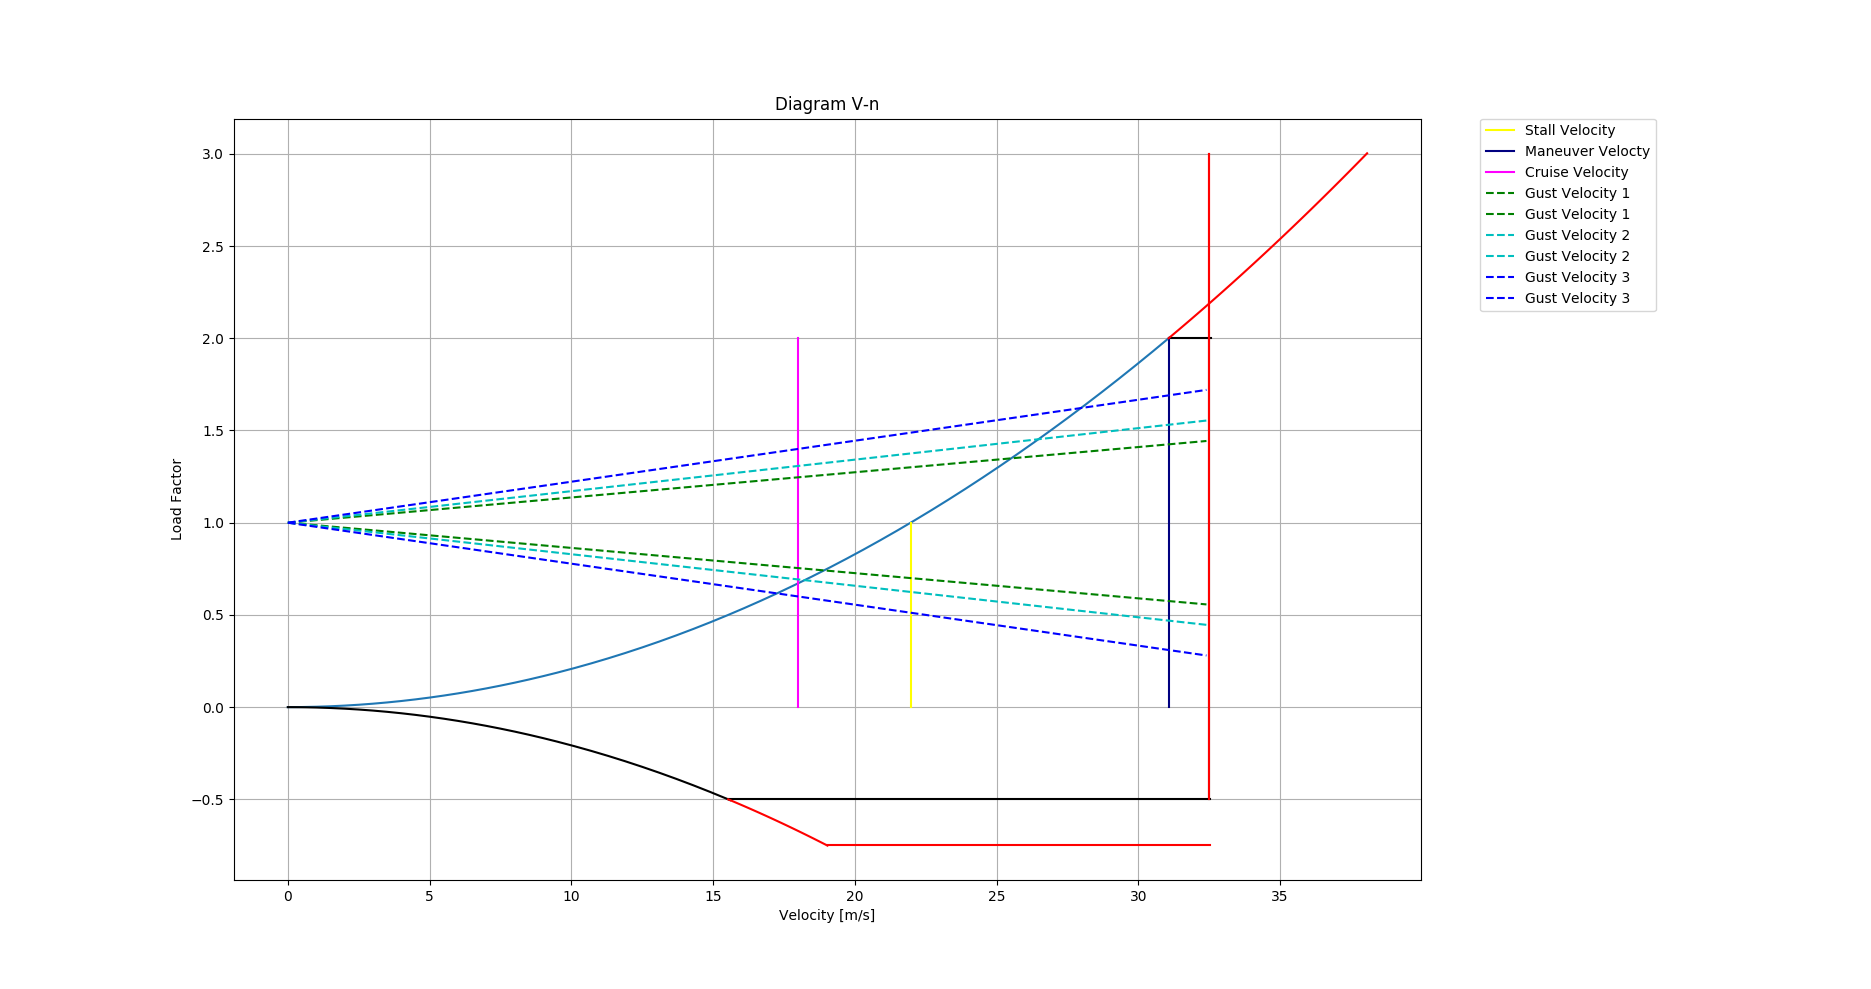 Diagram V-n
Stall Velocity
Maneuver Velocty
Cruise Velocity
Gust Velocity 1
Gust Velocity 1
Gust Velocity 2
Gust Velocity 2
Gust Velocity 3
Gust Velocity 3
3.0
2.5
2.0
1.5
1.0
0.5
0.0
−0.5
Load Factor
0 5 10 15 20 25 30 35
Velocity [m/s]